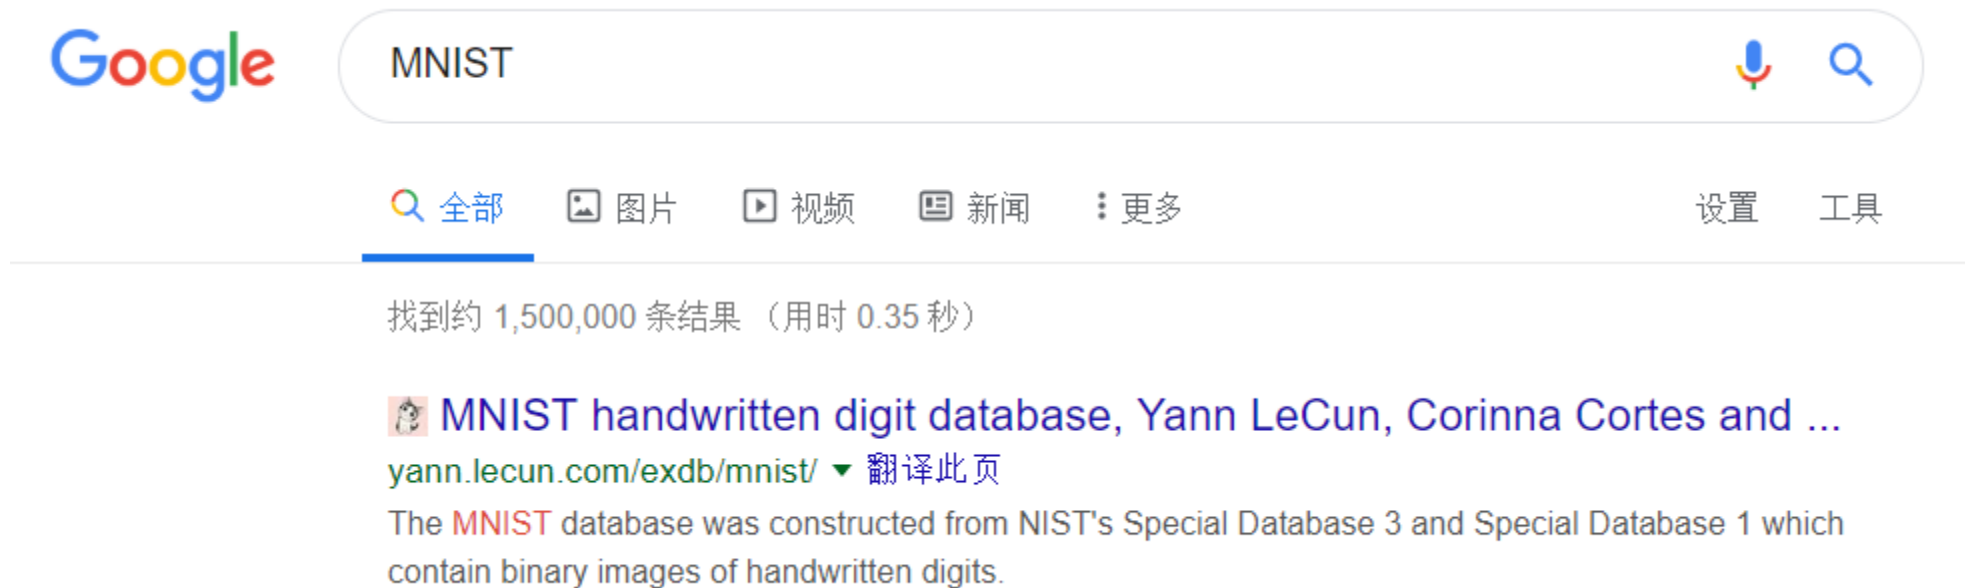 Google MNIST
全部 图片 视频 新闻 更多 设置 工具
找到约 1,500,000 条结果 （用时 0.35 秒）
MNIST handwritten digit database, Yann LeCun, Corinna Cortes and ...
yann.lecun.com/exdb/mnist/ 翻译此页
The MNIST database was constructed from NIST's Special Database 3 and Special Database 1 which
contain binary images of handwritten digits.